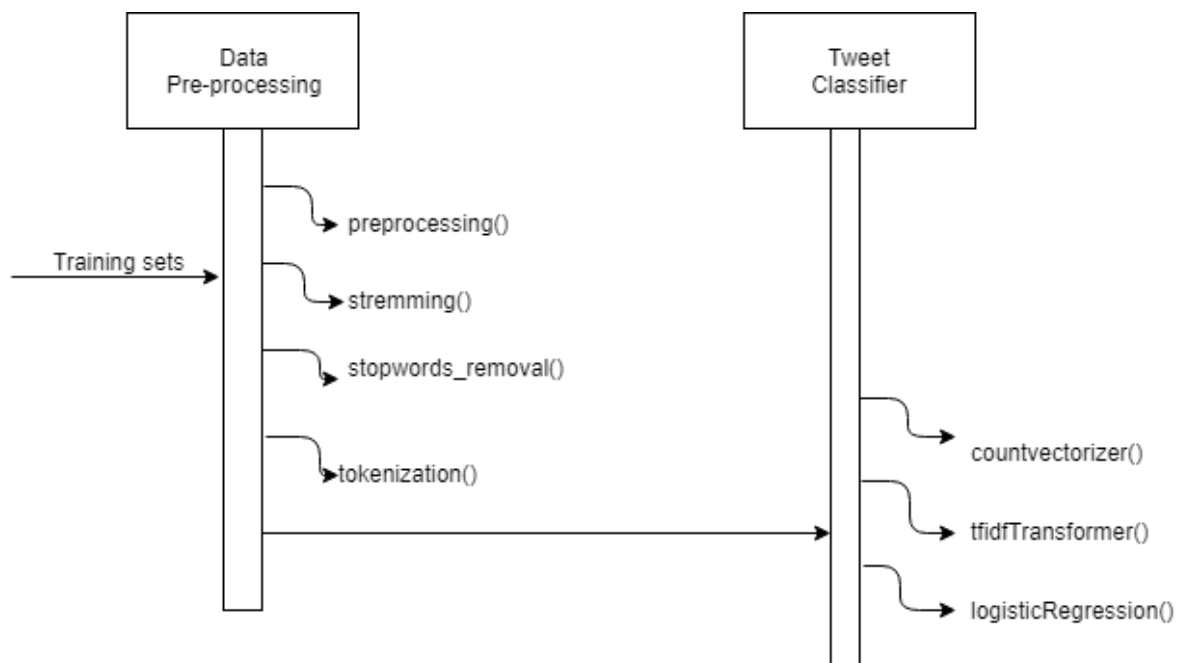 Data
Pre-processing
Tweet
Classifier
preprocessing()
Training sets
stremming()
stopwords_removal()
countvectorizer()
tokenization()
tfidfTransformer()
logisticRegression()